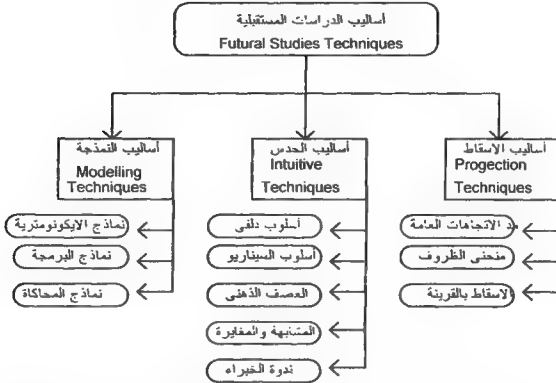 أساليب الدراسات المستقبلية
Futural Studies Techniques
أساليب الاسقاط
Progection
Techniques
مد الاتجاهات العامة
منحنى الظروف
الاسقاط بالقرينة
أساليب الحدس
Intuitive
Techniques
أسلوب دلفى
أسلوب السيناريو
العصف الذهنى
المتشابهة والمغايرة
ندوة الخبراء
أساليب النمذجة
Modelling
Techniques
نماذج الايكونومترية
نماذج البرمجة
نماذج المحاكاة